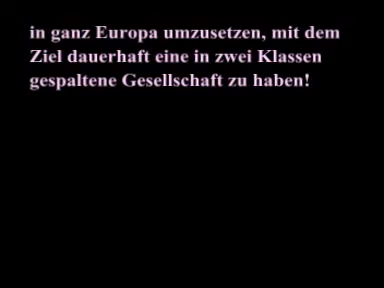 in ganz Europa umzusetzen, mit dem
Ziel dauerhaft eine in zwei Klassen
gespaltene Gesellschaft zu haben!